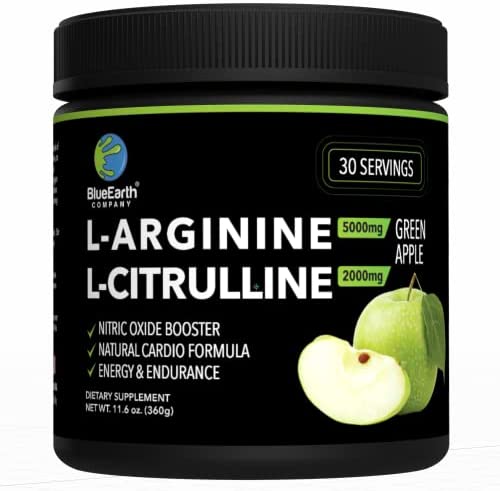 BlueEarth®
COMPANY
30 SERVINGS
L-ARGININE 5000mg
L-CITRULLINE 2000mg
GREEN
APPLE
✓ NITRIC OXIDE BOOSTER
✓ NATURAL CARDIO FORMULA
✓ ENERGY & ENDURANCE
DIETARY SUPPLEMENT
NET WT. 11.6 oz. (360g)